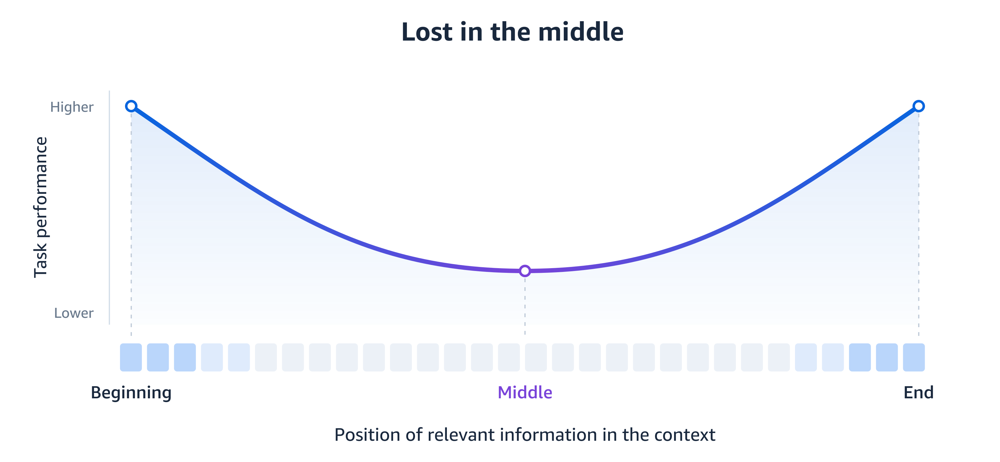 Lost in the middle
Higher
Task performance
Lower
Beginning
Middle
End
Position of relevant information in the context